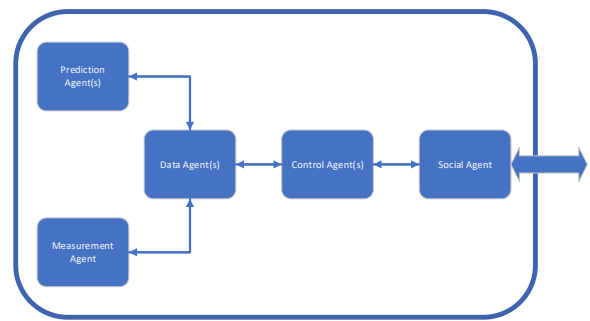 Prediction
Agent(s)
Data Agent(s)
Control Agent(s)
Social Agent
Measurement
Agent